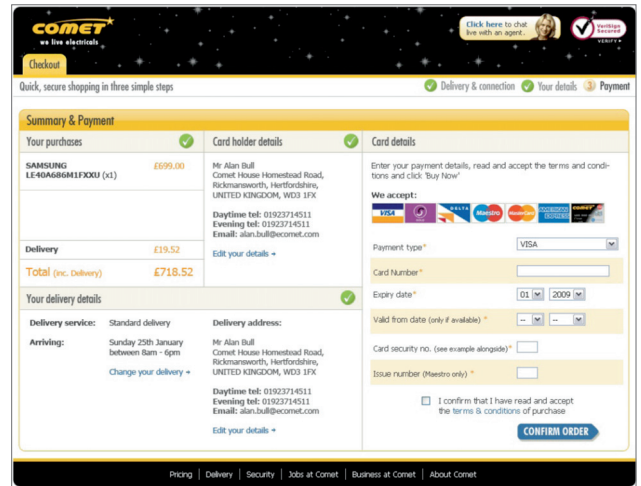 COMET
we live electricals
Click here to chat
live with an agent.
VeriSign
Secured
VERIFY
Checkout
Quick, secure shopping in three simple steps
Delivery & connection
Your details
3 Payment
Summary & Payment
Your purchases
SAMSUNG £699.00
LE40A686M1FXXU (x1)
Delivery £19.52
Total (inc. Delivery) £718.52
Card holder details
Mr Alan Bull
Comet House Homestead Road,
Rickmansworth, Hertfordshire,
UNITED KINGDOM, WD3 1FX
Daytime tel: 01923714511
Evening tel: 01923714511
Email: alan.bull@ecomet.com
Edit your details
Your delivery details
Delivery service: Standard delivery
Arriving: Sunday 25th January
between 8am - 6pm
Change your delivery
Delivery address:
Mr Alan Bull
Comet House Homestead Road,
Rickmansworth, Hertfordshire,
UNITED KINGDOM, WD3 1FX
Daytime tel: 01923714511
Evening tel: 01923714511
Email: alan.bull@ecomet.com
Edit your details
Card details
Enter your payment details, read and accept the terms and condi-
tions and click 'Buy Now'
We accept:
VISA DELTA Maestro MasterCard AMERICAN EXPRESS COMET
Payment type* VISA
Card Number*
Expiry date* 01 2009
Valid from date (only if available) * -- --
Card security no. (see example alongside)*
Issue number (Maestro only) *
I confirm that I have read and accept
the terms & conditions of purchase
CONFIRM ORDER
Pricing | Delivery | Security | Jobs at Comet | Business at Comet | About Comet